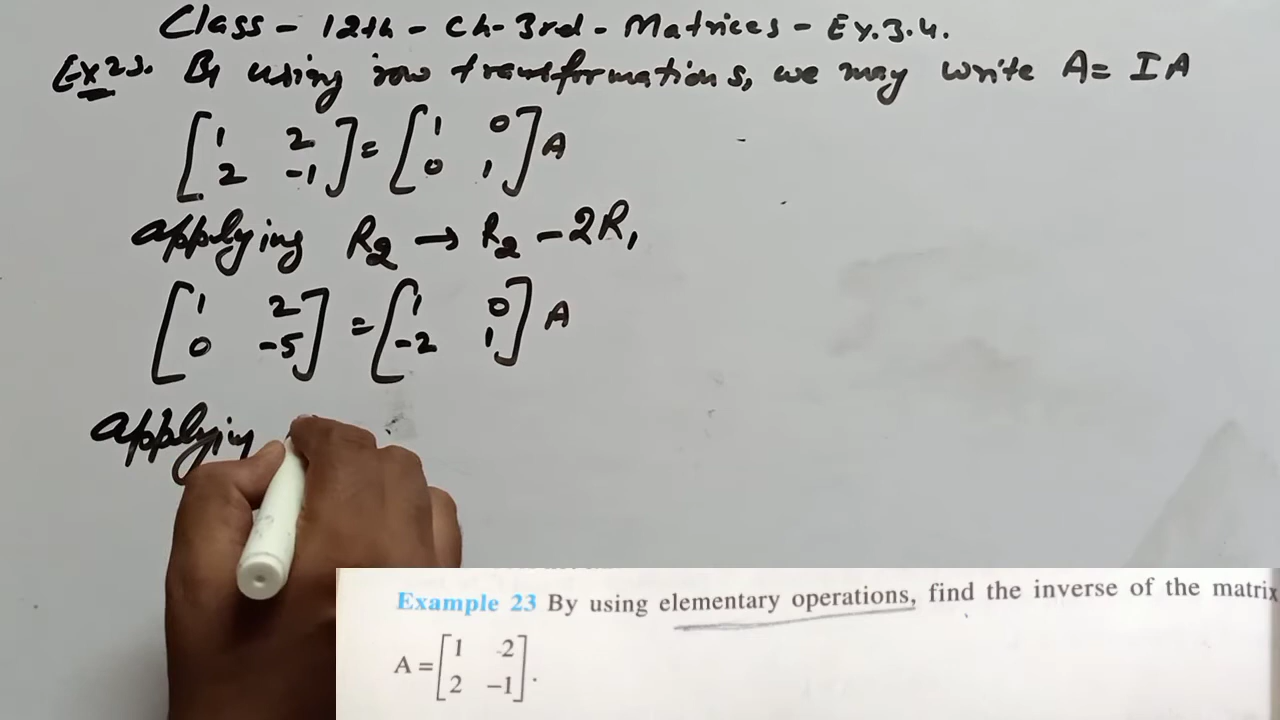 Class - 12th - Ch-3rd - Matrices - Ex.3.4.
Ex 23. By using row transformations, we may write A= IA
[1 2
2 -1] = [1 0
0 1] A
applying R2 → R2 - 2R1
[1 2
0 -5] = [1 0
-2 1] A
applying
Example 23 By using elementary operations, find the inverse of the matrix
A = [1 2
2 –1].